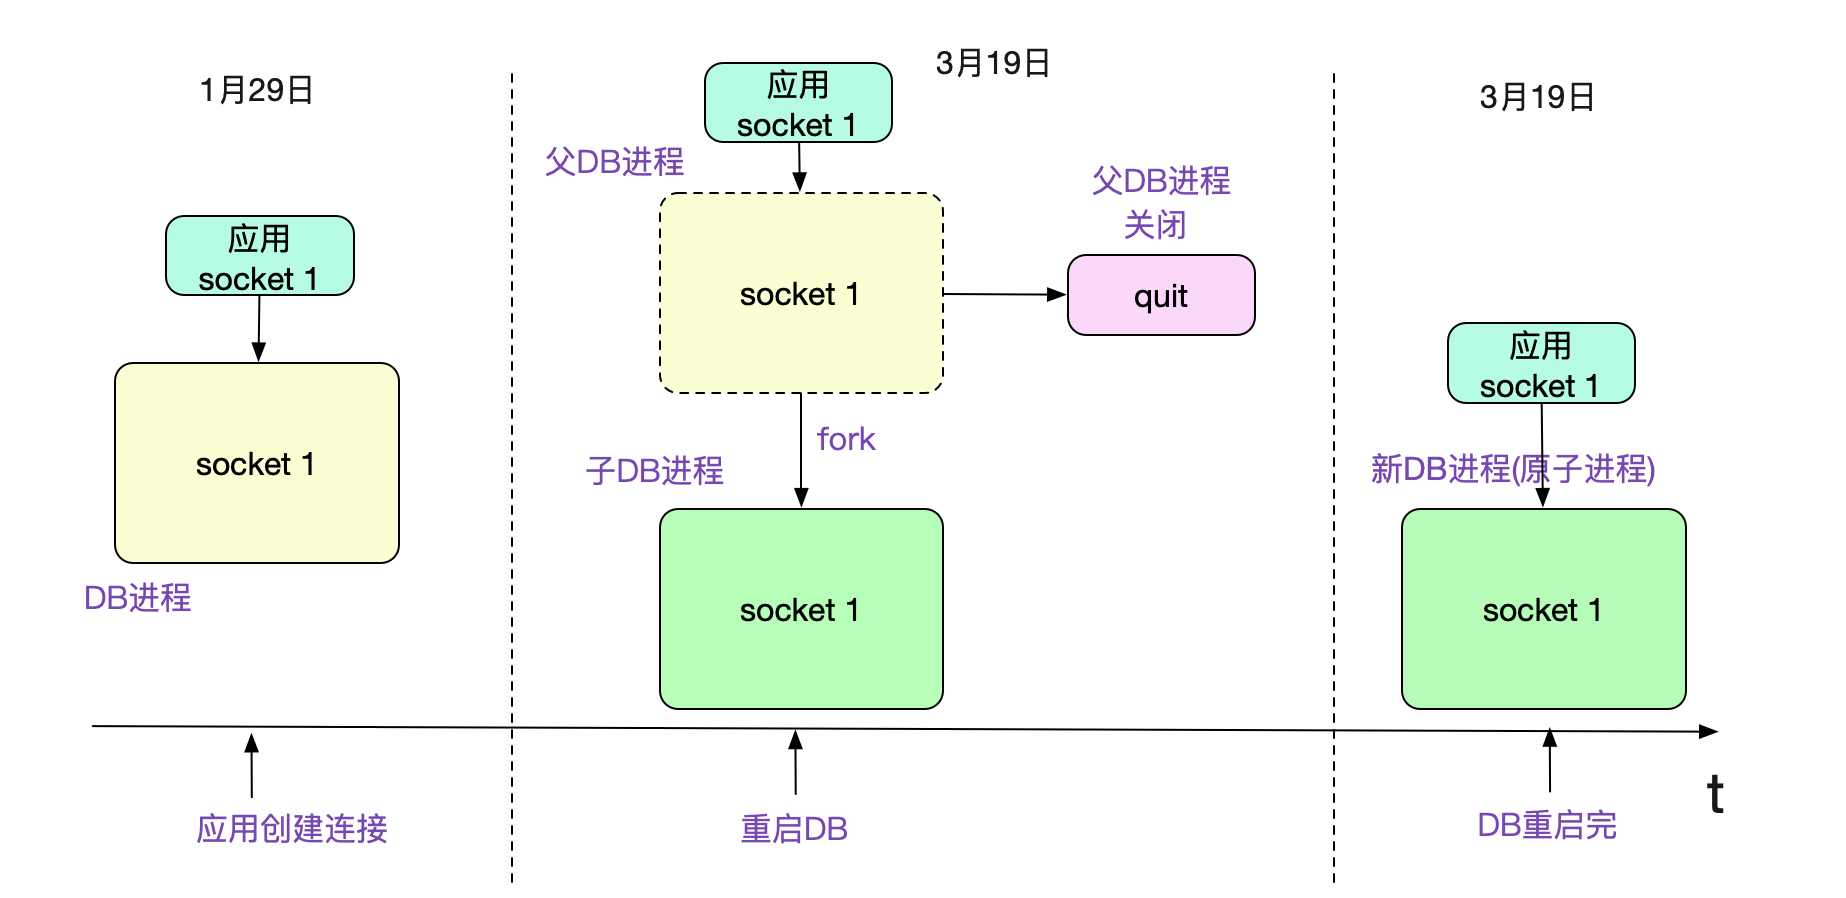 1月29日
应用
socket 1
socket 1
DB进程
应用创建连接
3月19日
应用
socket 1
父DB进程
socket 1
父DB进程
关闭
quit
fork
子DB进程
socket 1
重启DB
3月19日
应用
socket 1
新DB进程(原子进程)
socket 1
DB重启完
t